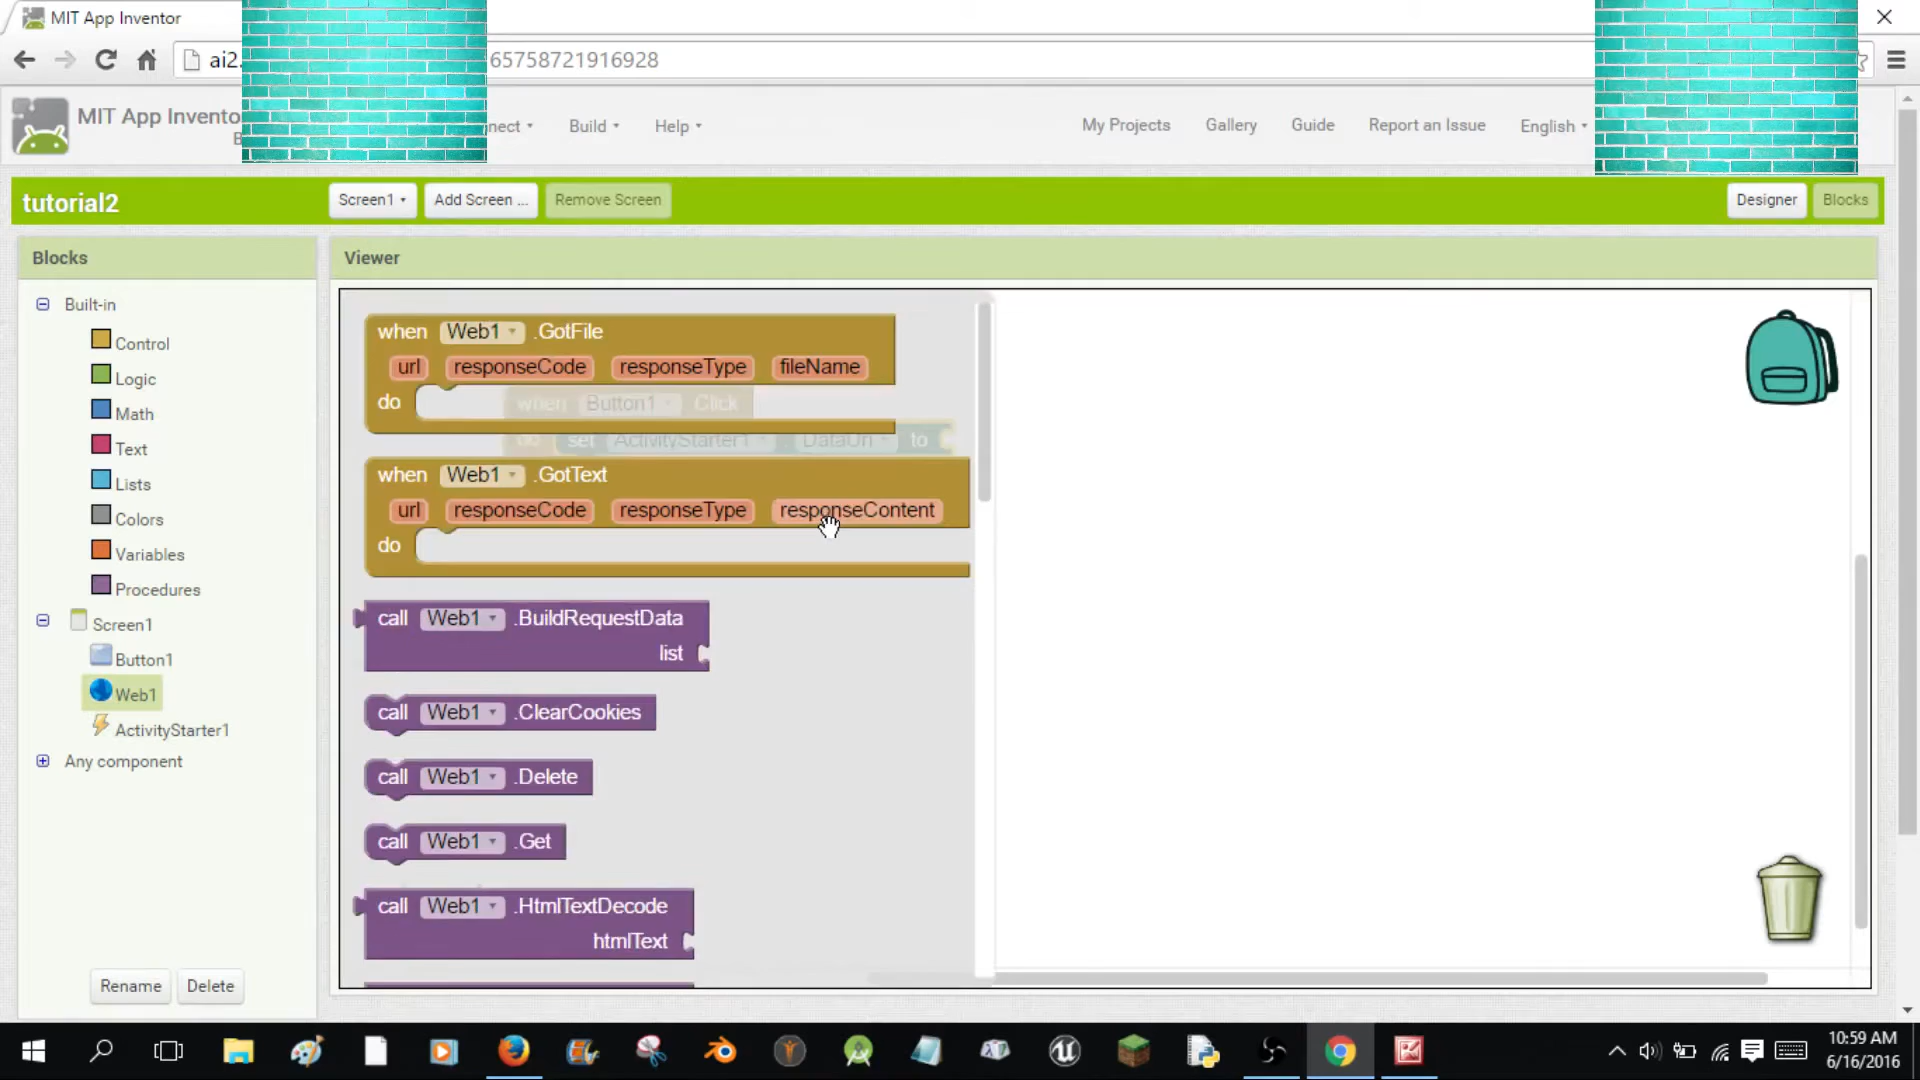 MIT App Inventor
ai2. 65758721916928
MIT App Invento
Build Help My Projects Gallery Guide Report an Issue English
tutorial2 Screen1 Add Screen ... Remove Screen Designer Blocks
Blocks Viewer
Built-in
Control
Logic
Math
Text
Lists
Colors
Variables
Procedures
Screen1
Button1
Web1
ActivityStarter1
Any component
Rename Delete
when Web1 .GotFile
url responseCode responseType fileName
do
when Button1 .Click
do set ActivityStarter1 . DataUri to
when Web1 .GotText
url responseCode responseType responseContent
do
call Web1 .BuildRequestData
list
call Web1 .ClearCookies
call Web1 .Delete
call Web1 .Get
call Web1 .HtmlTextDecode
htmlText
10:59 AM
6/16/2016